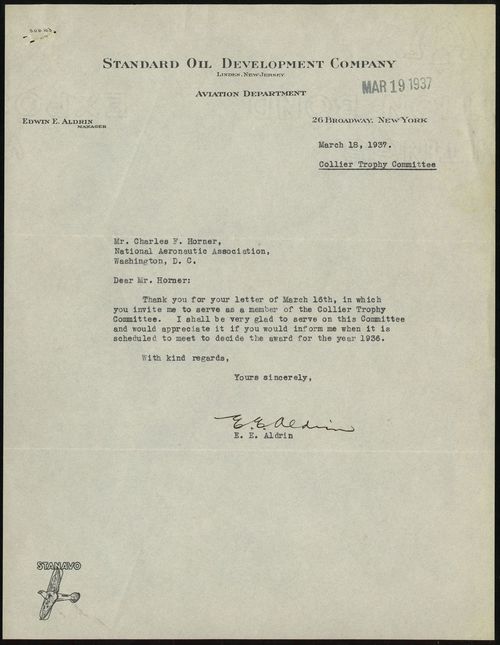 STANDARD OIL DEVELOPMENT COMPANY
LINDEN, NEW JERSEY
AVIATION DEPARTMENT
MAR 19 1937
EDWIN E. ALDRIN
MANAGER
26 BROADWAY, NEW YORK
March 18, 1937.
Collier Trophy Committee
Mr. Charles F. Horner,
National Aeronautic Association,
Washington, D. C.
Dear Mr. Horner:
Thank you for your letter of March 16th, in which
you invite me to serve as a member of the Collier Trophy
Committee. I shall be very glad to serve on this Committee
and would appreciate it if you would inform me when it is
scheduled to meet to decide the award for the year 1936.
With kind regards,
Yours sincerely,
E. E. Aldrin
E. E. Aldrin
STANAVO